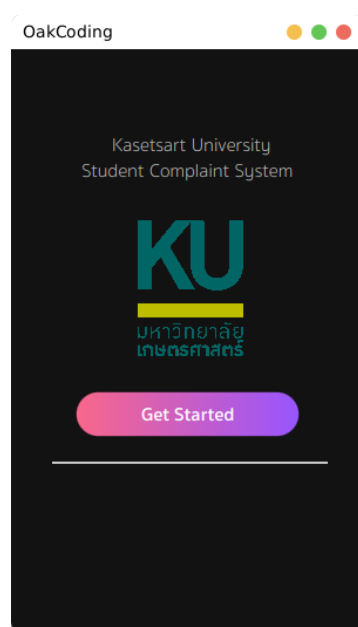 OakCoding
Kasetsart University
Student Complaint System
KU
มหาวิทยาลัย
เกษตรศาสตร์
Get Started